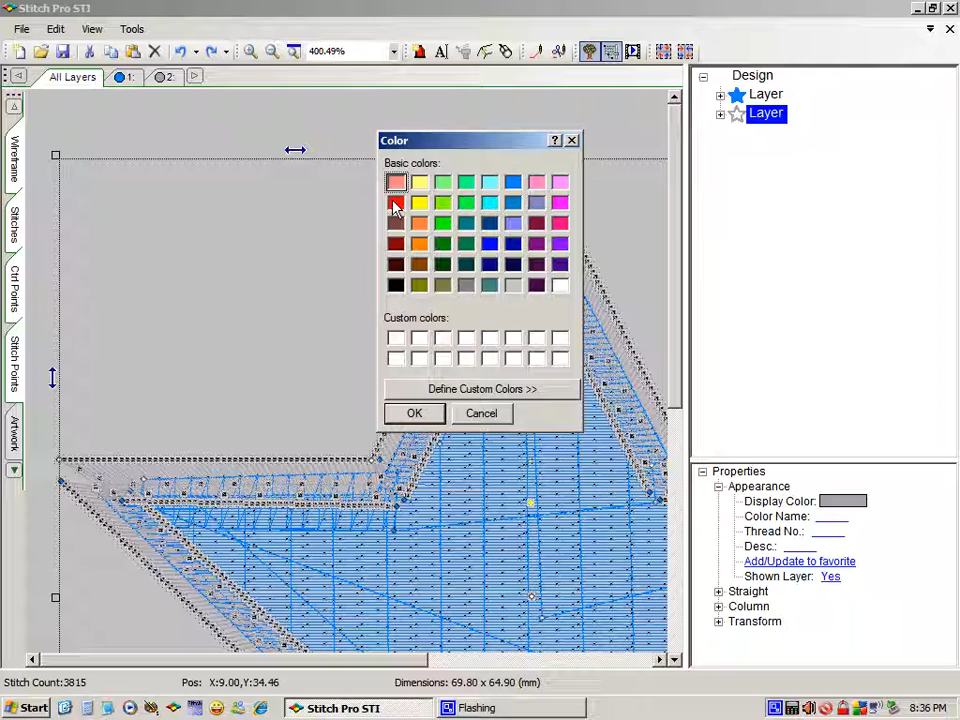 Stitch Pro STI
File Edit View Tools
400.49%
All Layers 1: 2:
Wireframe
Stitches
Ctrl Points
Stitch Points
Artwork
Color
Basic colors:
Custom colors:
Define Custom Colors >>
OK Cancel
Design
Layer
Layer
Properties
Appearance
Display Color:
Color Name:
Thread No.:
Desc.:
Add/Update to favorite
Shown Layer: Yes
Straight
Column
Transform
Stitch Count:3815 Pos: X:9.00,Y:34.46 Dimensions: 69.80 x 64.90 (mm)
Start Stitch Pro STI Flashing 8:36 PM